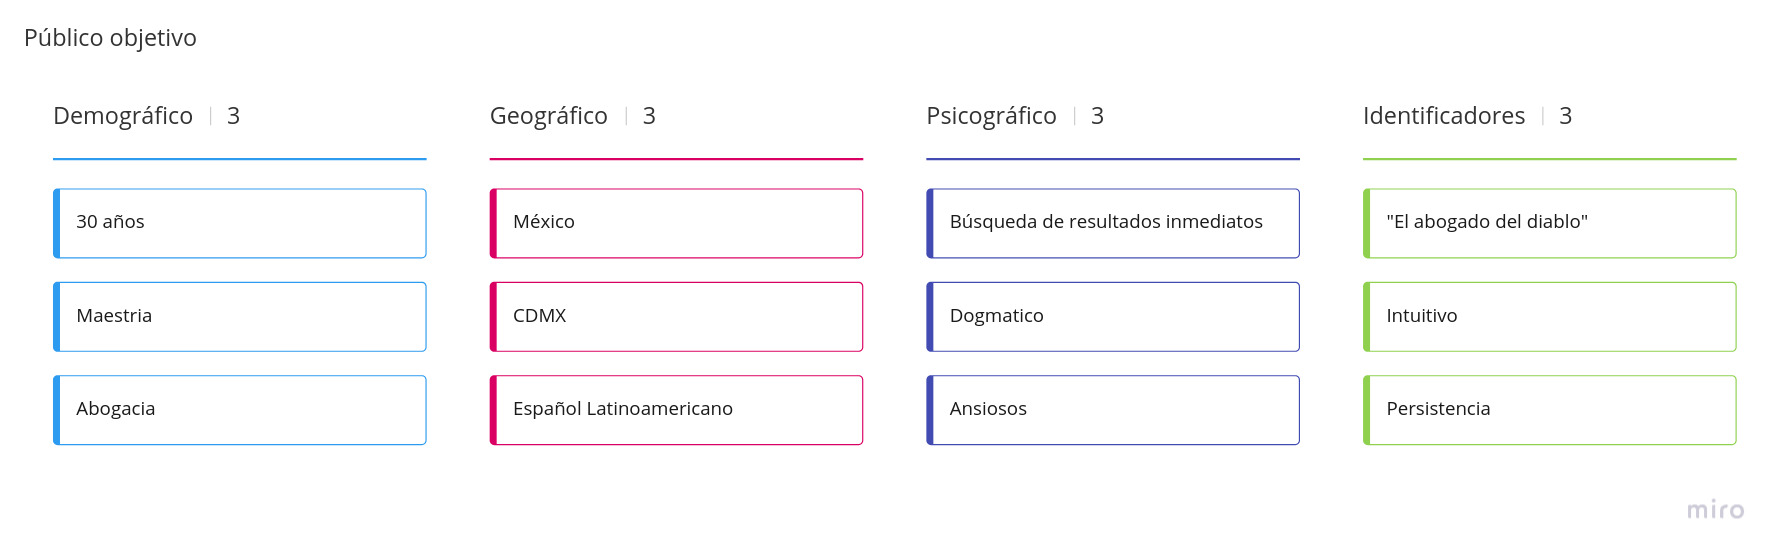 Público objetivo
Demográfico | 3
30 años
Maestria
Abogacia
Geográfico | 3
México
CDMX
Español Latinoamericano
Psicográfico | 3
Búsqueda de resultados inmediatos
Dogmatico
Ansiosos
Identificadores | 3
"El abogado del diablo"
Intuitivo
Persistencia
miro